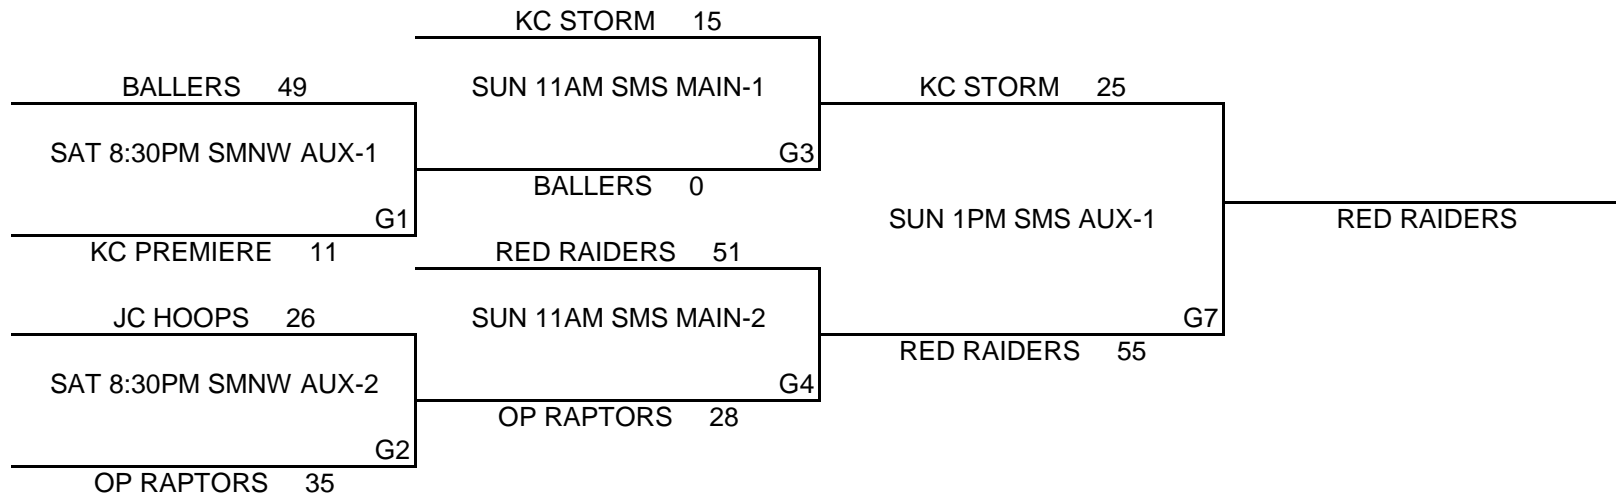 KC STORM 15
BALLERS 49
SUN 11AM SMS MAIN-1
KC STORM 25
SAT 8:30PM SMNW AUX-1
G3
BALLERS 0
G1
SUN 1PM SMS AUX-1
RED RAIDERS
KC PREMIERE 11
RED RAIDERS 51
JC HOOPS 26
SUN 11AM SMS MAIN-2
G7
RED RAIDERS 55
SAT 8:30PM SMNW AUX-2
G4
OP RAPTORS 28
G2
OP RAPTORS 35